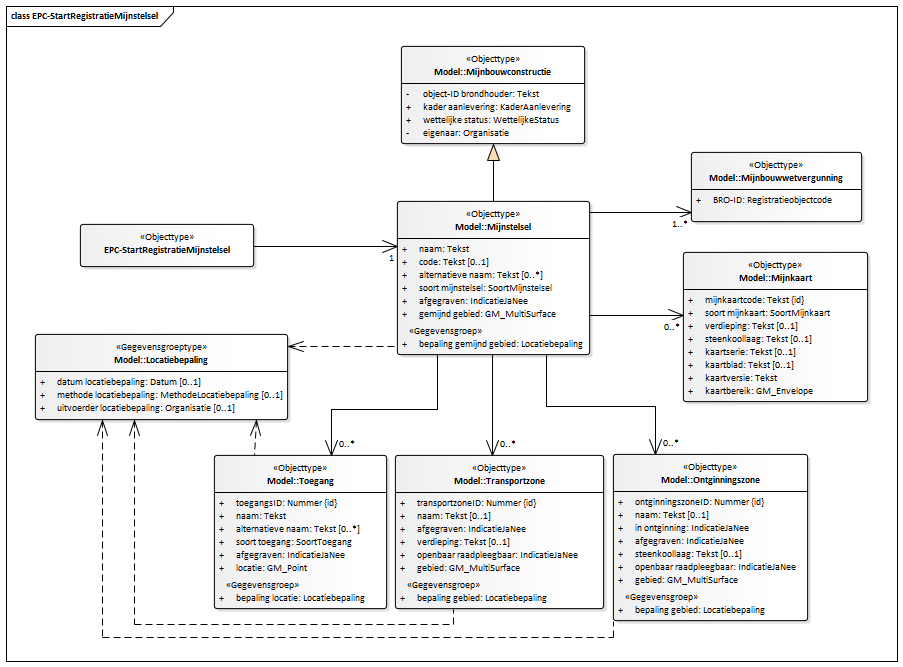 class EPC-StartRegistratieMijnstelsel
«Objecttype»
Model::Mijnbouwconstructie
- object-ID brondhouder: Tekst
+ kader aanlevering: KaderAanlevering
+ wettelijke status: WettelijkeStatus
- eigenaar: Organisatie
«Objecttype»
Model::Mijnbouwwetvergunning
+ BRO-ID: Registratieobjectcode
1..*
«Objecttype»
EPC-StartRegistratieMijnstelsel
1
«Objecttype»
Model::Mijnstelsel
+ naam: Tekst
+ code: Tekst [0..1]
+ alternatieve naam: Tekst [0..*]
+ soort mijnstelsel: SoortMijnstelsel
+ afgegraven: IndicatieJaNee
+ gemijnd gebied: GM_MultiSurface
«Gegevensgroep»
+ bepaling gemijnd gebied: Locatiebepaling
0..*
«Objecttype»
Model::Mijnkaart
+ mijnkaartcode: Tekst {id}
+ soort mijnkaart: SoortMijnkaart
+ verdieping: Tekst [0..1]
+ steenkoollaag: Tekst [0..1]
+ kaartserie: Tekst [0..1]
+ kaartblad: Tekst [0..1]
+ kaartversie: Tekst
+ kaartbereik: GM_Envelope
«Gegevensgroeptype»
Model::Locatiebepaling
+ datum locatiebepaling: Datum [0..1]
+ methode locatiebepaling: MethodeLocatiebepaling [0..1]
+ uitvoerder locatiebepaling: Organisatie [0..1]
0..*
0..*
0..*
«Objecttype»
Model::Toegang
+ toegangsID: Nummer {id}
+ naam: Tekst
+ alternatieve naam: Tekst [0..*]
+ soort toegang: SoortToegang
+ afgegraven: IndicatieJaNee
+ locatie: GM_Point
«Gegevensgroep»
+ bepaling locatie: Locatiebepaling
«Objecttype»
Model::Transportzone
+ transportzoneID: Nummer {id}
+ naam: Tekst [0..1]
+ afgegraven: IndicatieJaNee
+ verdieping: Tekst [0..1]
+ openbaar raadpleegbaar: IndicatieJaNee
+ gebied: GM_MultiSurface
«Gegevensgroep»
+ bepaling gebied: Locatiebepaling
«Objecttype»
Model::Ontginningszone
+ ontginningszoneID: Nummer {id}
+ naam: Tekst [0..1]
+ in ontginning: IndicatieJaNee
+ afgegraven: IndicatieJaNee
+ steenkoollaag: Tekst [0..1]
+ openbaar raadpleegbaar: IndicatieJaNee
+ gebied: GM_MultiSurface
«Gegevensgroep»
+ bepaling gebied: Locatiebepaling